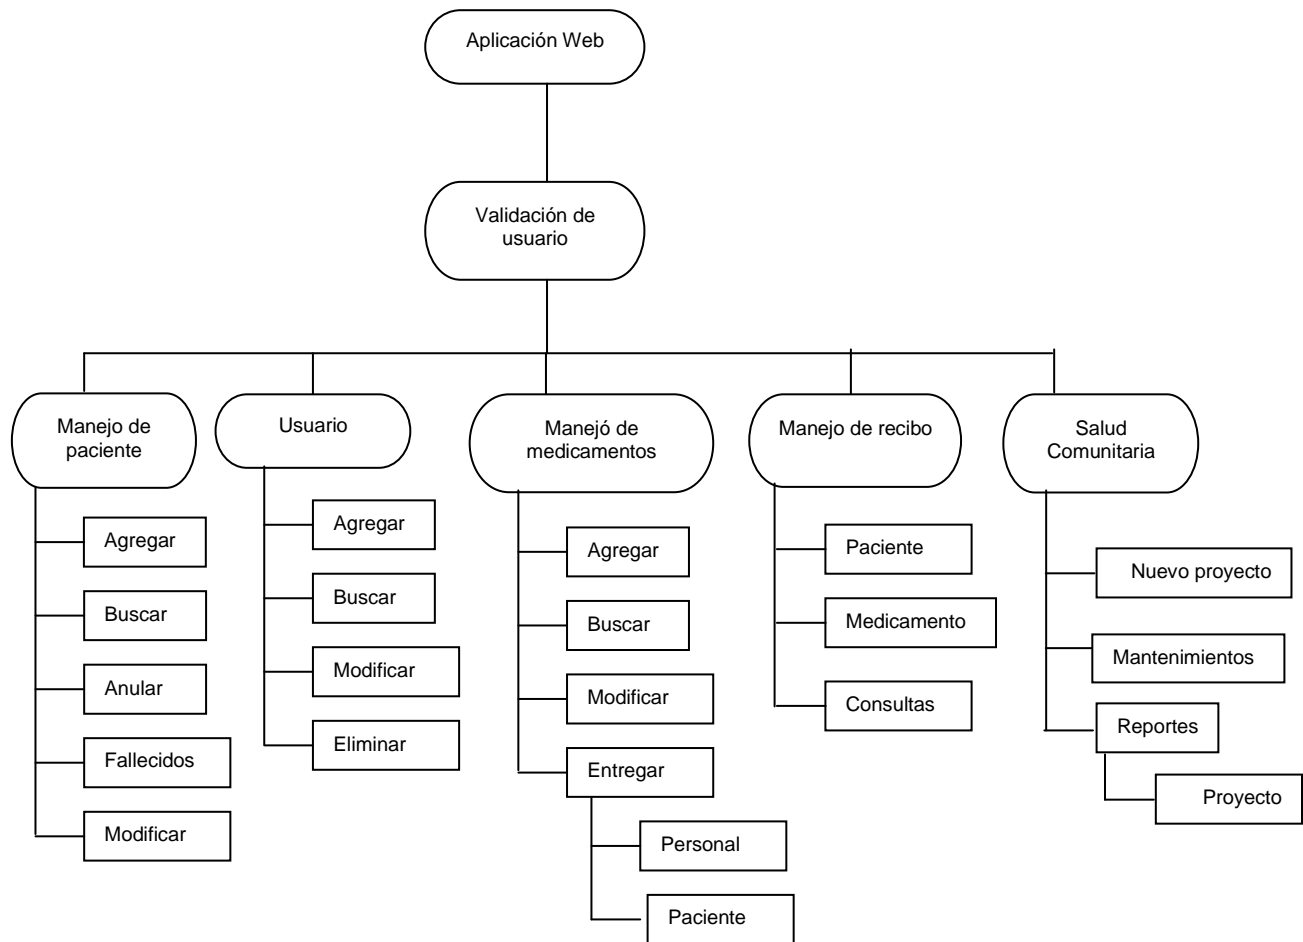 Aplicación Web
Validación de
usuario
Manejo de
paciente
Agregar
Buscar
Anular
Fallecidos
Modificar
Usuario
Agregar
Buscar
Modificar
Eliminar
Manejó de
medicamentos
Agregar
Buscar
Modificar
Entregar
Personal
Paciente
Manejo de recibo
Paciente
Medicamento
Consultas
Salud
Comunitaria
Nuevo proyecto
Mantenimientos
Reportes
Proyecto